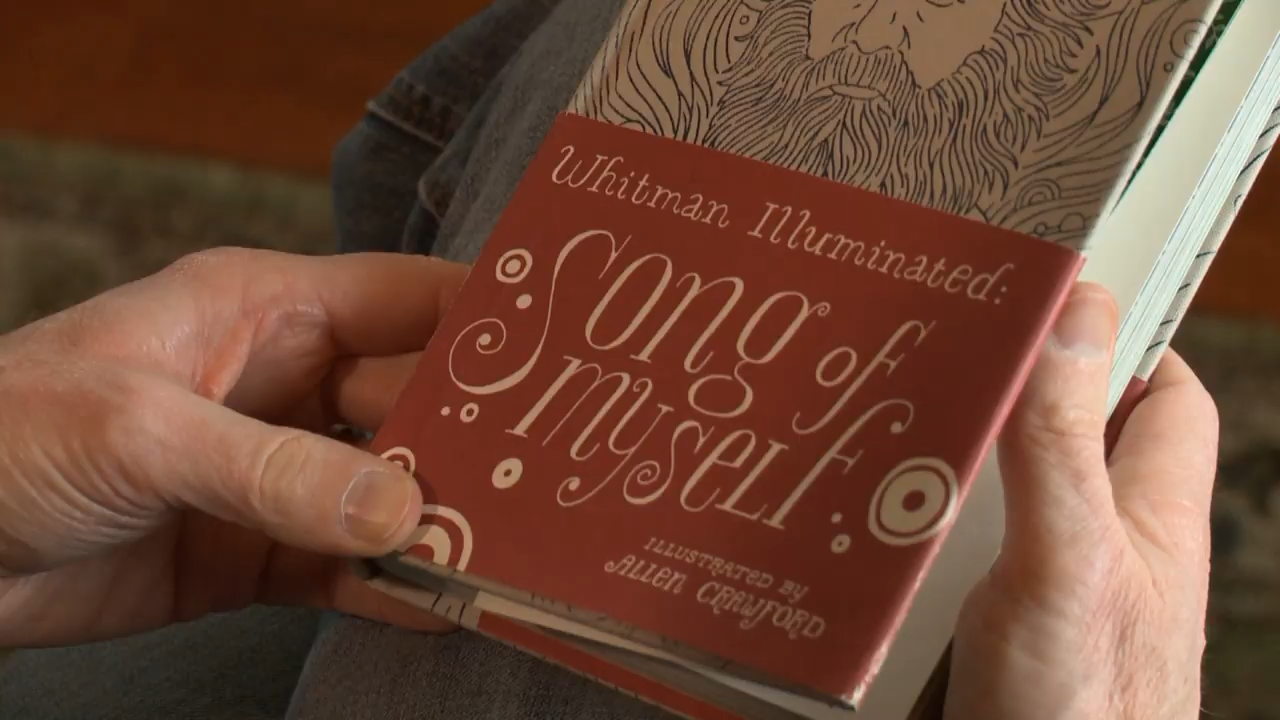 Whitman Illuminated:
Song of
myself
ILLUSTRATED BY
ALLEN CRAWFORD